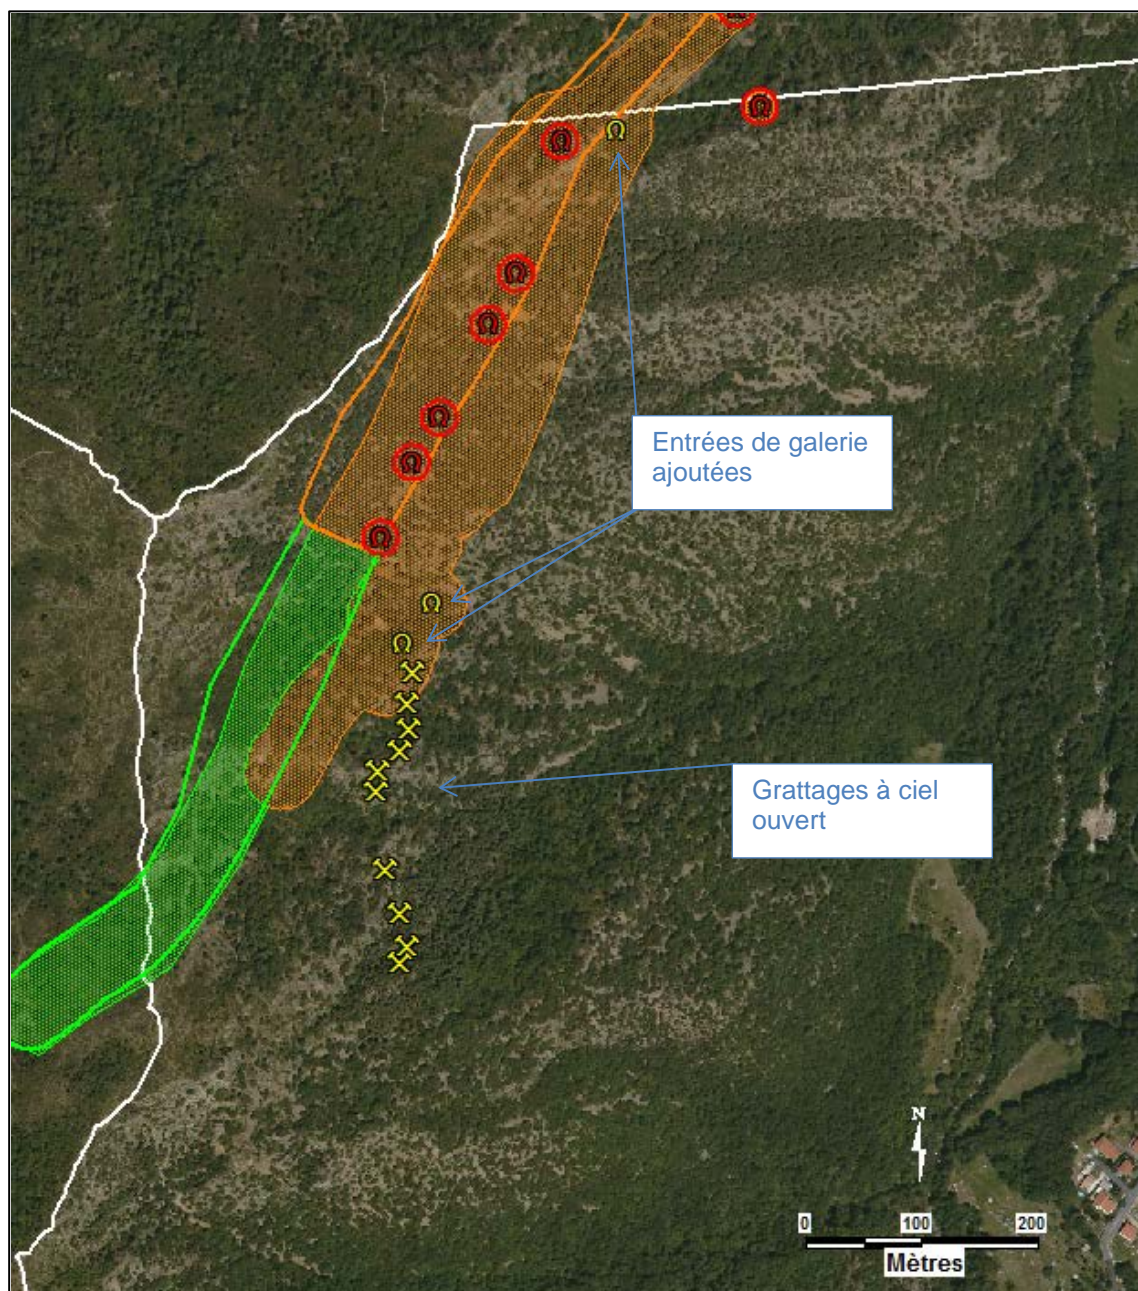 Entrées de galerie
ajoutées
Grattages à ciel
ouvert
N
0 100 200
Mètres